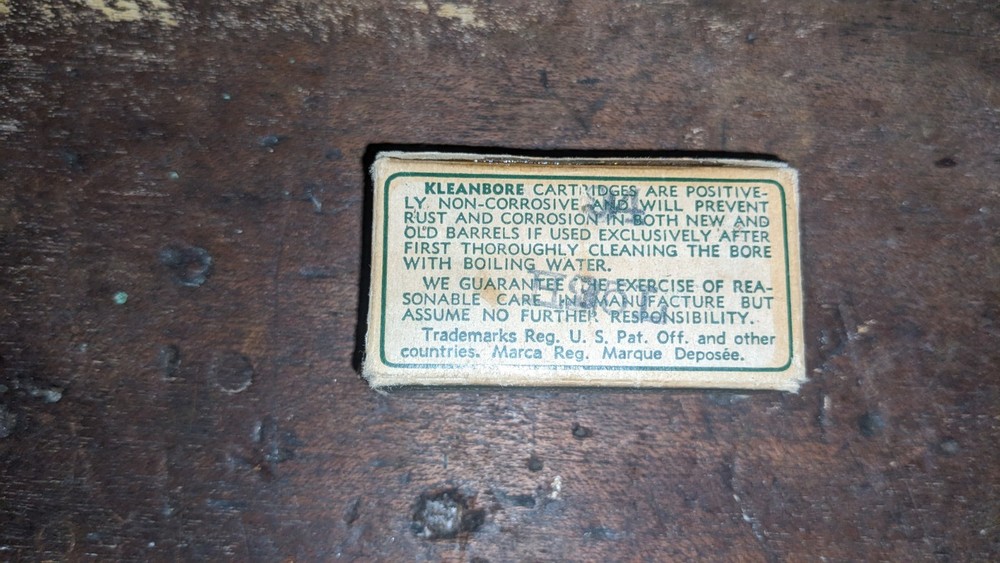 KLEANBORE CARTRIDGES ARE POSITIVE-
LY NON-CORROSIVE AND WILL PREVENT
RUST AND CORROSION IN BOTH NEW AND
OLD BARRELS IF USED EXCLUSIVELY AFTER
FIRST THOROUGHLY CLEANING THE BORE
WITH BOILING WATER.
WE GUARANTEE THE EXERCISE OF REA-
SONABLE CARE IN MANUFACTURE BUT
ASSUME NO FURTHER RESPONSIBILITY.
Trademarks Reg. U. S. Pat. Off. and other
countries. Marca Reg. Marque Deposée.